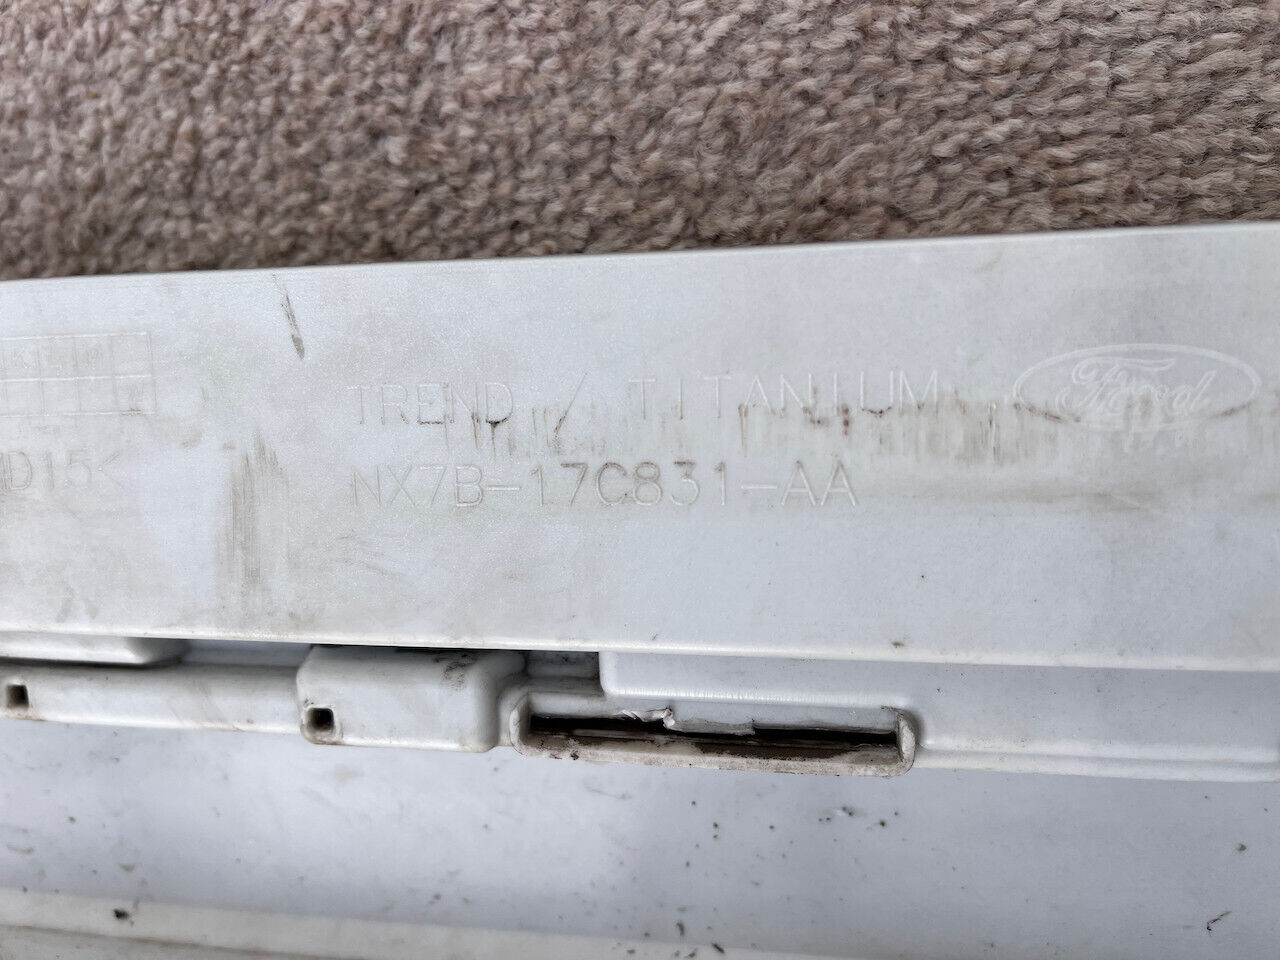 TREND / TITANIUM
Ford
D15<
NX7B-17C831-AA